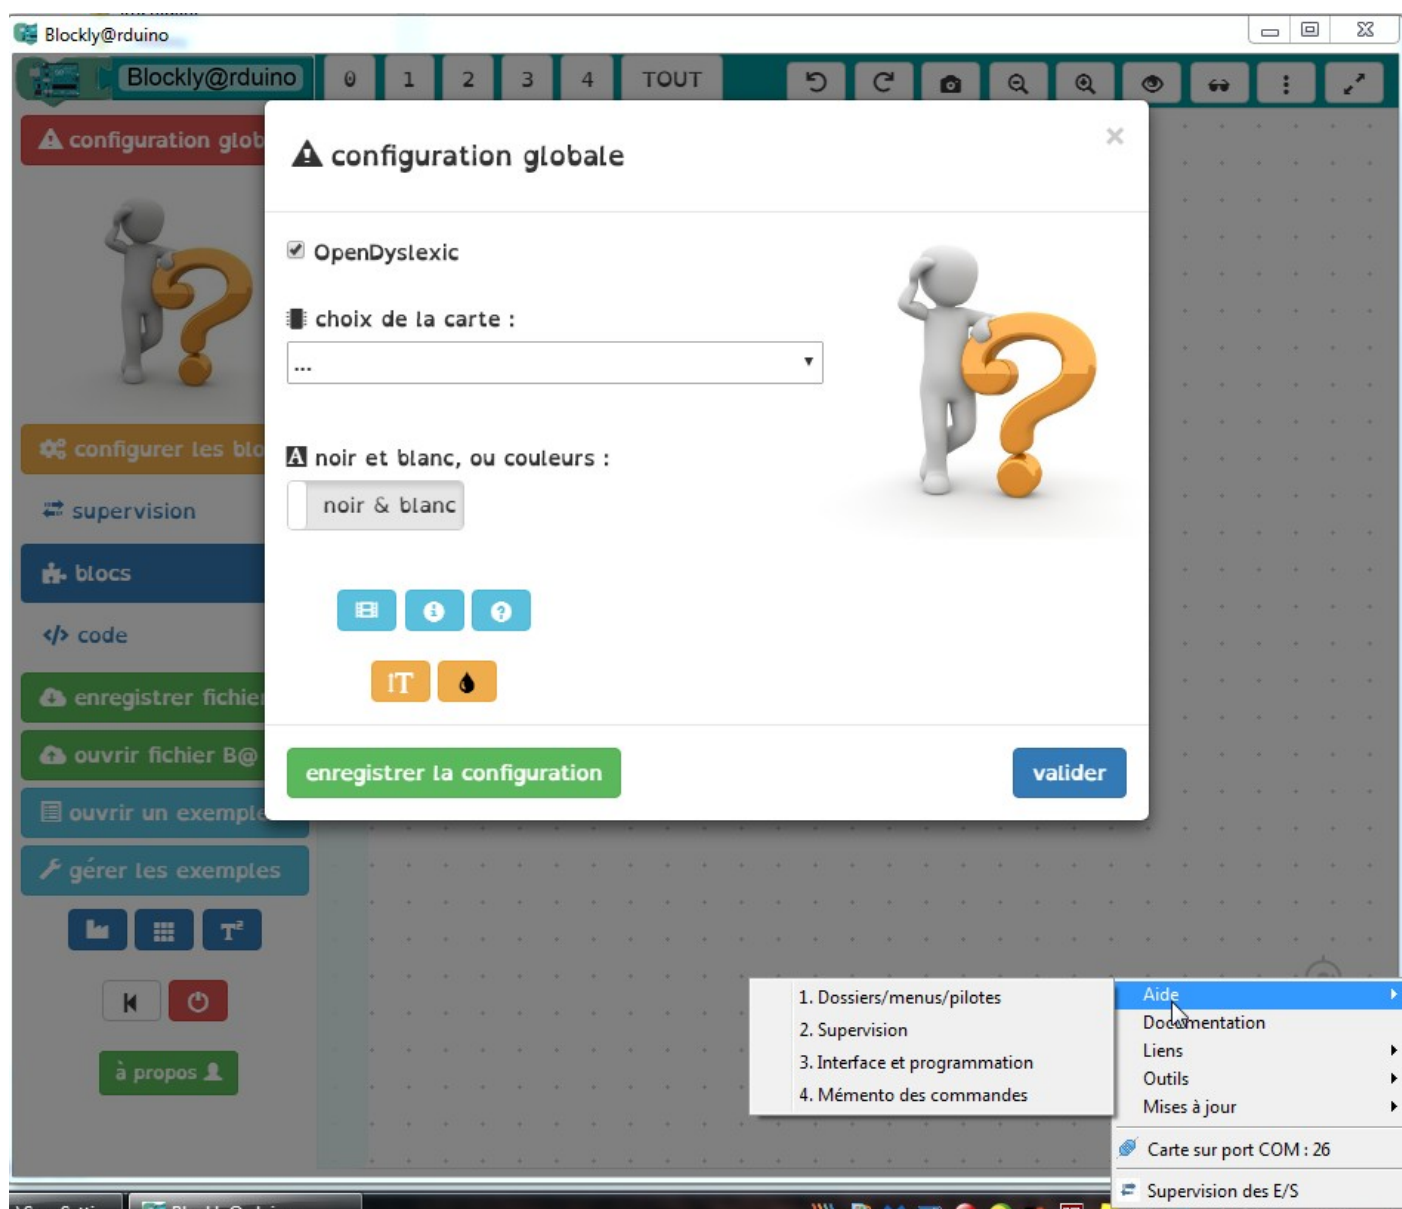 Blockly@rduino
Blockly@rduino 0 1 2 3 4 TOUT
configuration glob
configuration globale
OpenDyslexic
choix de la carte :
...
configurer les blo
noir et blanc, ou couleurs :
noir & blanc
supervision
blocs
</> code
enregistrer fichier
ouvrir fichier B@
enregistrer la configuration
valider
ouvrir un exemple
gérer les exemples
à propos
1. Dossiers/menus/pilotes
2. Supervision
3. Interface et programmation
4. Mémento des commandes
Aide
Documentation
Liens
Outils
Mises à jour
Carte sur port COM : 26
Supervision des E/S